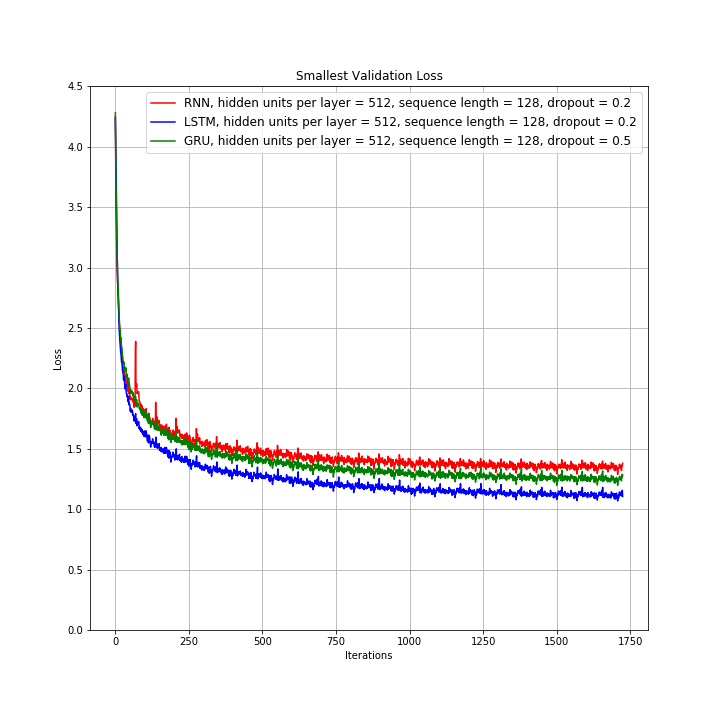 Smallest Validation Loss
RNN, hidden units per layer = 512, sequence length = 128, dropout = 0.2
LSTM, hidden units per layer = 512, sequence length = 128, dropout = 0.2
GRU, hidden units per layer = 512, sequence length = 128, dropout = 0.5
4.5
4.0
3.5
3.0
2.5
2.0
1.5
1.0
0.5
0.0
Loss
0 250 500 750 1000 1250 1500 1750
Iterations